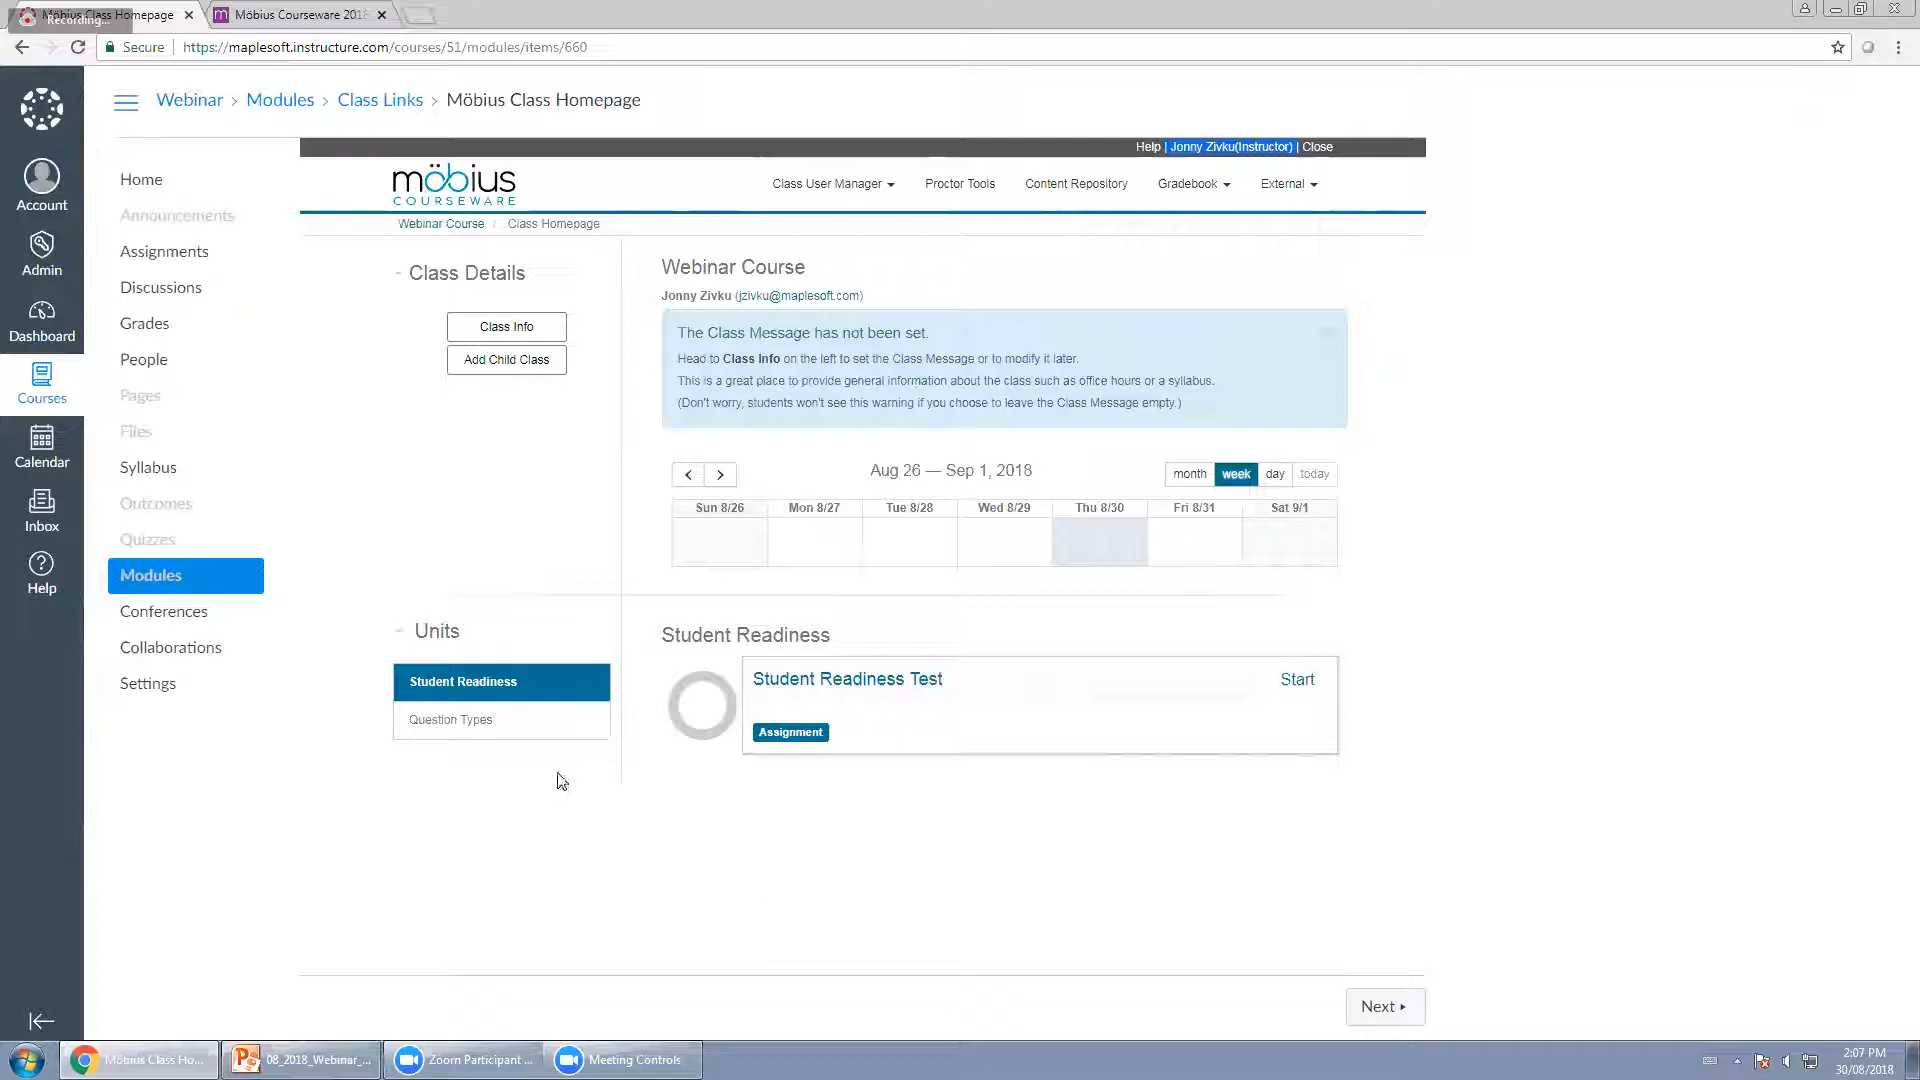 Möbius Class Homepage
Recording...
Möbius Courseware 2018
Secure
https://maplesoft.instructure.com/courses/51/modules/items/660
Webinar > Modules > Class Links > Möbius Class Homepage
Account
Admin
Dashboard
Courses
Calendar
Inbox
Help
Home
Announcements
Assignments
Discussions
Grades
People
Pages
Files
Syllabus
Outcomes
Quizzes
Modules
Conferences
Collaborations
Settings
Help | Jonny Zivku(Instructor) | Close
möbius
COURSEWARE
Class User Manager
Proctor Tools
Content Repository
Gradebook
External
Webinar Course / Class Homepage
- Class Details
Class Info
Add Child Class
Webinar Course
Jonny Zivku (jzivku@maplesoft.com)
The Class Message has not been set.
Head to Class Info on the left to set the Class Message or to modify it later.
This is a great place to provide general information about the class such as office hours or a syllabus.
(Don't worry, students won't see this warning if you choose to leave the Class Message empty.)
< > Aug 26 — Sep 1, 2018 month week day today
Sun 8/26 Mon 8/27 Tue 8/28 Wed 8/29 Thu 8/30 Fri 8/31 Sat 9/1
- Units
Student Readiness
Question Types
Student Readiness
Student Readiness Test
Start
Assignment
Next
Möbius Class Ho...
08_2018_Webinar_...
Zoom Participant ...
Meeting Controls
2:07 PM
30/08/2018